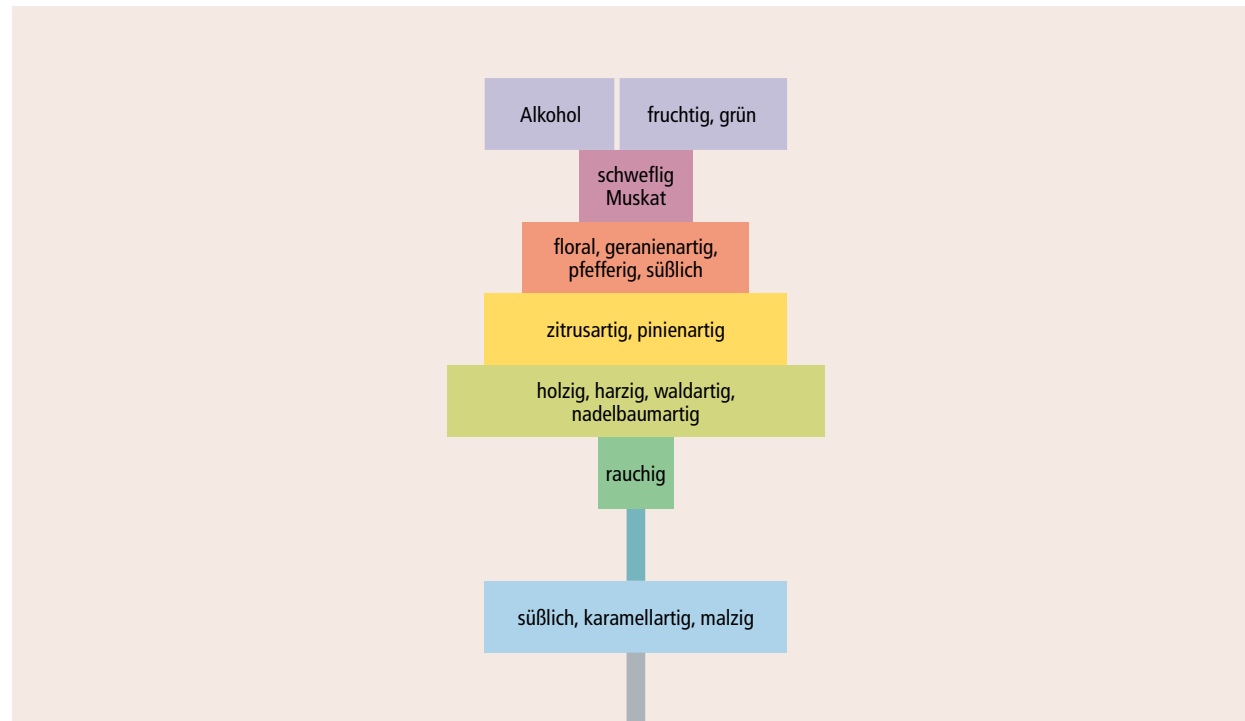 Alkohol
fruchtig, grün
schweflig
Muskat
floral, geranienartig,
pfefferig, süßlich
zitrusartig, pinienartig
holzig, harzig, waldartig,
nadelbaumartig
rauchig
süßlich, karamellartig, malzig